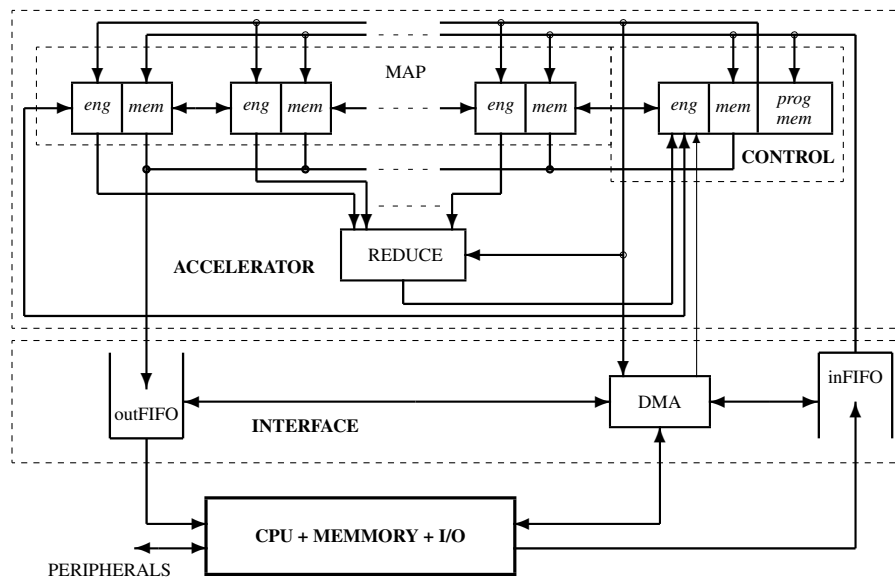 MAP
eng mem eng mem eng mem eng mem prog
mem
CONTROL
REDUCE
ACCELERATOR
inFIFO
DMA
outFIFO
INTERFACE
CPU + MEMMORY + I/O
PERIPHERALS